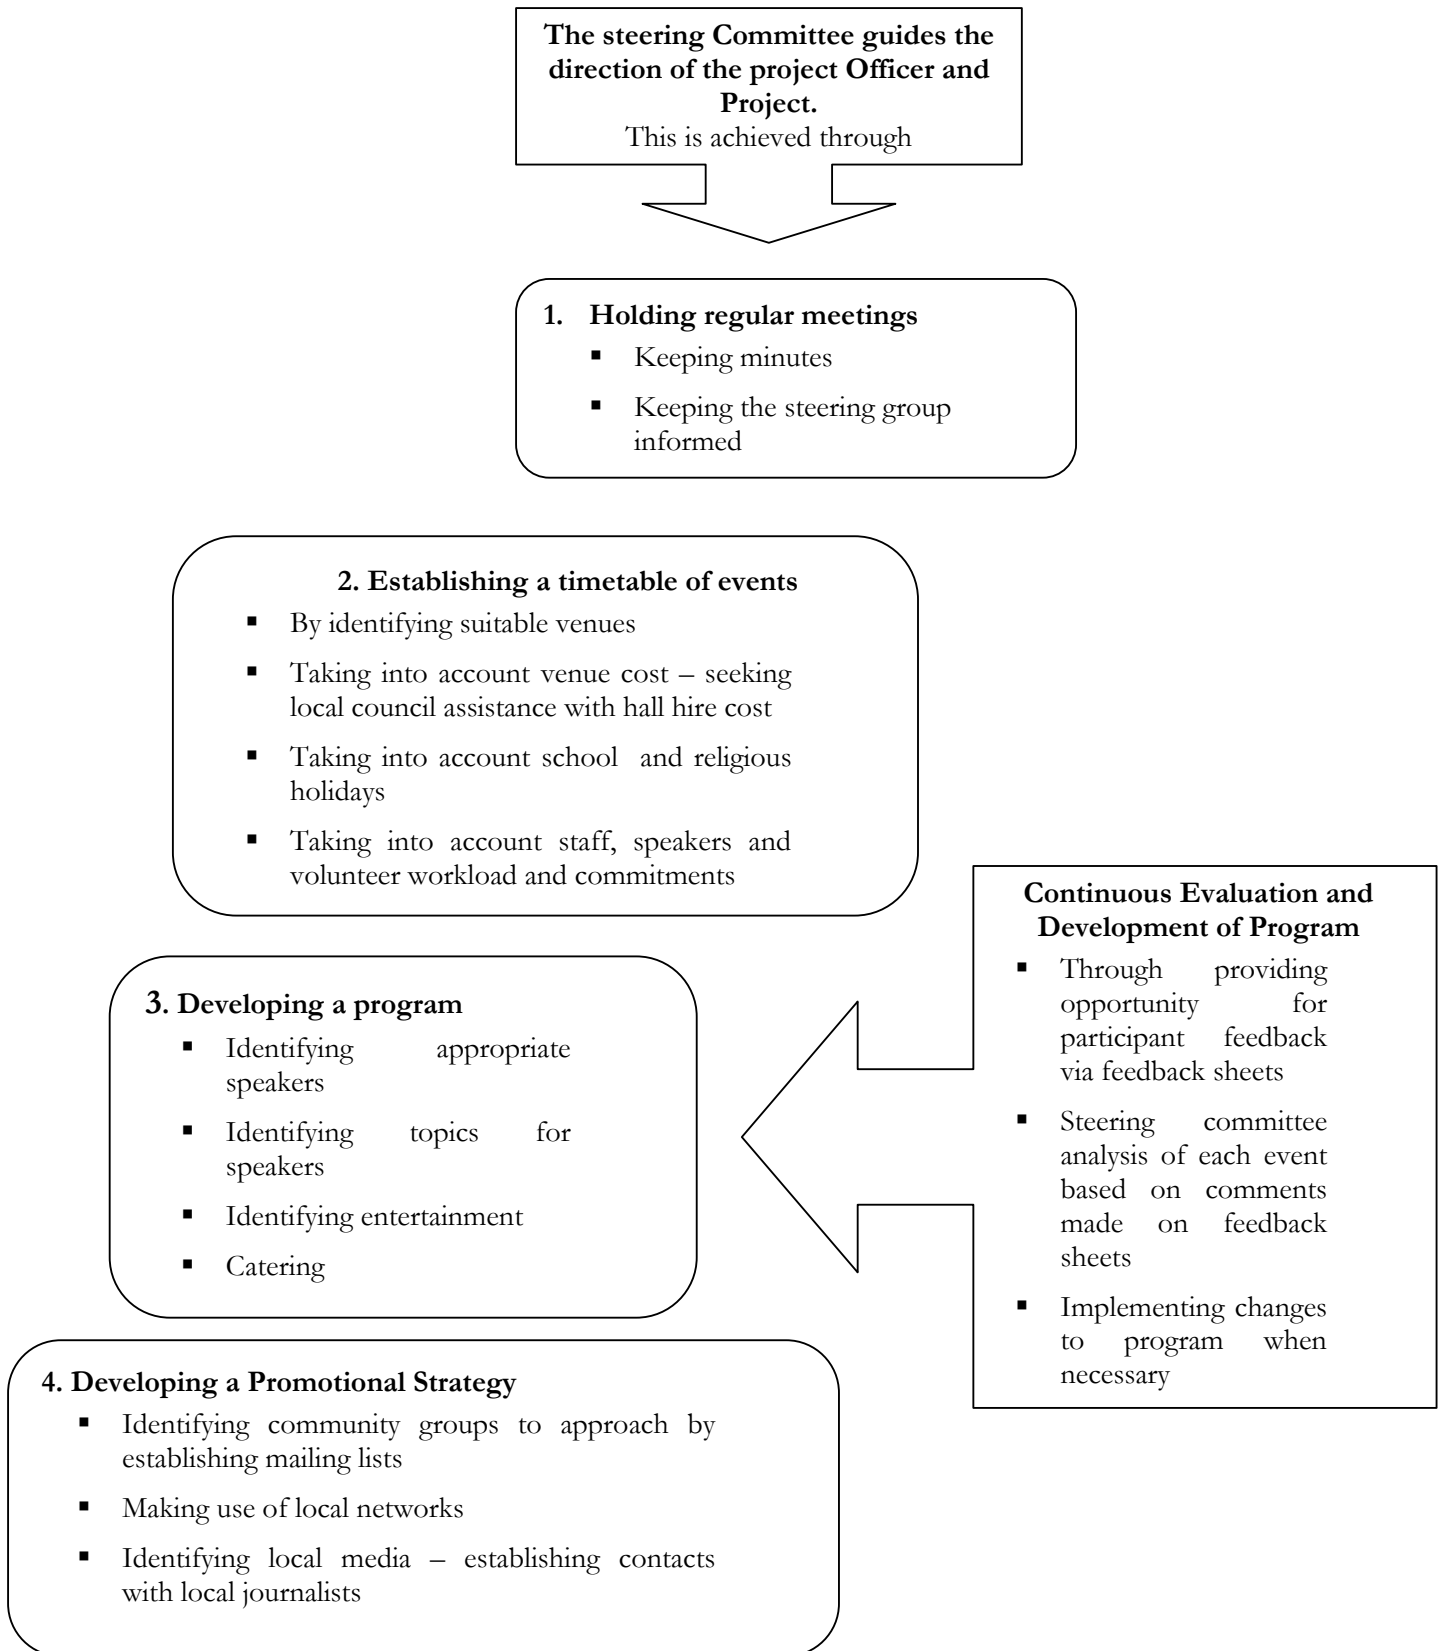 The steering Committee guides the
direction of the project Officer and
Project.
This is achieved through
1. Holding regular meetings
▪ Keeping minutes
▪ Keeping the steering group
informed
2. Establishing a timetable of events
▪ By identifying suitable venues
▪ Taking into account venue cost – seeking
local council assistance with hall hire cost
▪ Taking into account school and religious
holidays
▪ Taking into account staff, speakers and
volunteer workload and commitments
3. Developing a program
▪ Identifying appropriate
speakers
▪ Identifying topics for
speakers
▪ Identifying entertainment
▪ Catering
Continuous Evaluation and
Development of Program
▪ Through providing
opportunity for
participant feedback
via feedback sheets
▪ Steering committee
analysis of each event
based on comments
made on feedback
sheets
▪ Implementing changes
to program when
necessary
4. Developing a Promotional Strategy
▪ Identifying community groups to approach by
establishing mailing lists
▪ Making use of local networks
▪ Identifying local media – establishing contacts
with local journalists